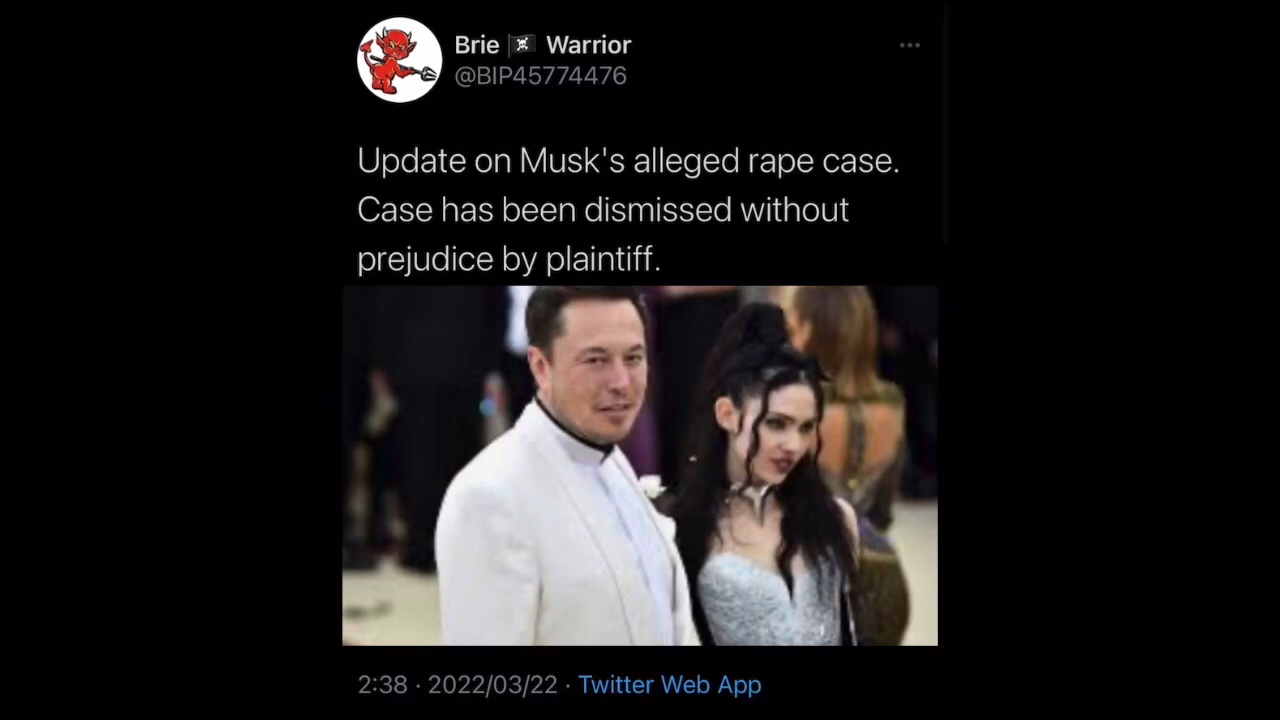 Brie 🏴‍☠️ Warrior
@BIP45774476
Update on Musk's alleged rape case.
Case has been dismissed without
prejudice by plaintiff.
2:38 · 2022/03/22 · Twitter Web App